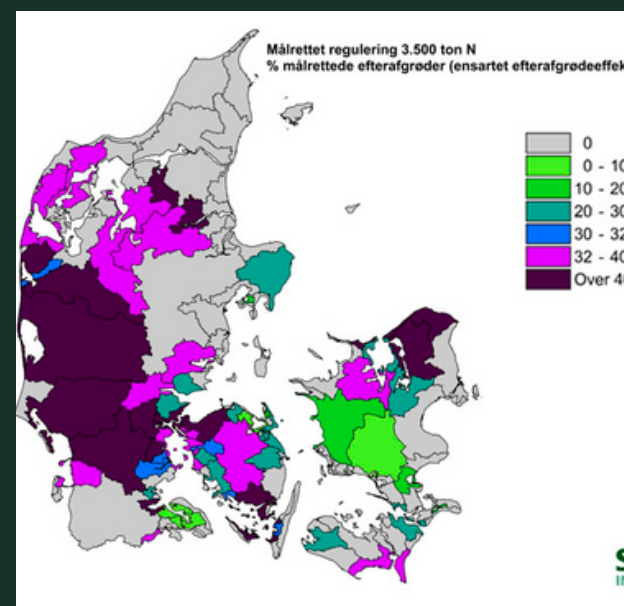 Målrettet regulering 3.500 ton N
% målrettede efterafgrøder (ensartet efterafgrødeeffek
0
0 - 10
10 - 20
20 - 30
30 - 32
32 - 40
Over 4